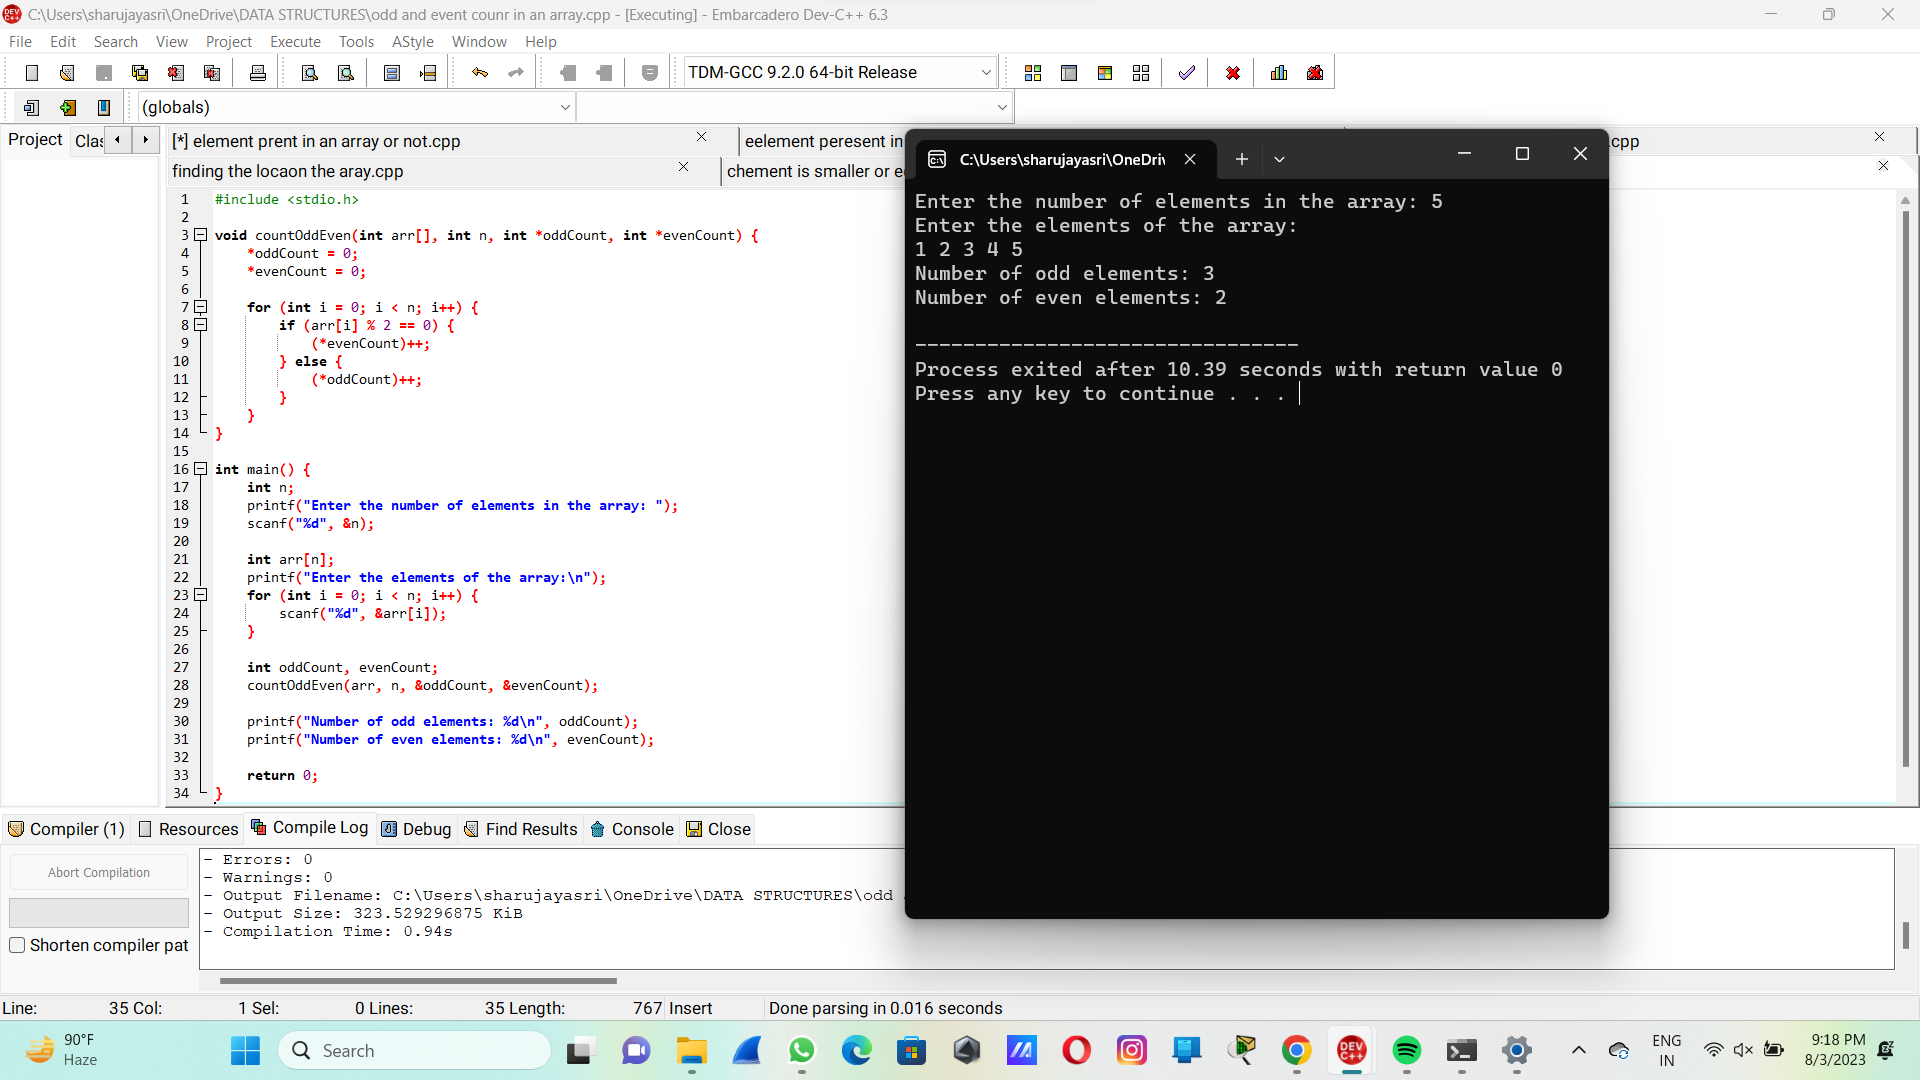 C:\Users\sharujayasri\OneDrive\DATA STRUCTURES\odd and event counr in an array.cpp - [Executing] - Embarcadero Dev-C++ 6.3
File Edit Search View Project Execute Tools AStyle Window Help
TDM-GCC 9.2.0 64-bit Release
(globals)
Project Clas [*] element prent in an array or not.cpp eelement peresent in .cpp
finding the locaon the aray.cpp chement is smaller or e
1 #include <stdio.h>
2
3 void countOddEven(int arr[], int n, int *oddCount, int *evenCount) {
4 *oddCount = 0;
5 *evenCount = 0;
6
7 for (int i = 0; i < n; i++) {
8 if (arr[i] % 2 == 0) {
9 (*evenCount)++;
10 } else {
11 (*oddCount)++;
12 }
13 }
14 }
15
16 int main() {
17 int n;
18 printf("Enter the number of elements in the array: ");
19 scanf("%d", &n);
20
21 int arr[n];
22 printf("Enter the elements of the array:\n");
23 for (int i = 0; i < n; i++) {
24 scanf("%d", &arr[i]);
25 }
26
27 int oddCount, evenCount;
28 countOddEven(arr, n, &oddCount, &evenCount);
29
30 printf("Number of odd elements: %d\n", oddCount);
31 printf("Number of even elements: %d\n", evenCount);
32
33 return 0;
34 }
C:\Users\sharujayasri\OneDri
Enter the number of elements in the array: 5
Enter the elements of the array:
1 2 3 4 5
Number of odd elements: 3
Number of even elements: 2
--------------------------------
Process exited after 10.39 seconds with return value 0
Press any key to continue . . .
Compiler (1) Resources Compile Log Debug Find Results Console Close
Abort Compilation
Shorten compiler pat
- Errors: 0
- Warnings: 0
- Output Filename: C:\Users\sharujayasri\OneDrive\DATA STRUCTURES\odd
- Output Size: 323.529296875 KiB
- Compilation Time: 0.94s
Line: 35 Col: 1 Sel: 0 Lines: 35 Length: 767 Insert Done parsing in 0.016 seconds
90°F
Haze
Search
DEV C++
ENG
IN
9:18 PM
8/3/2023